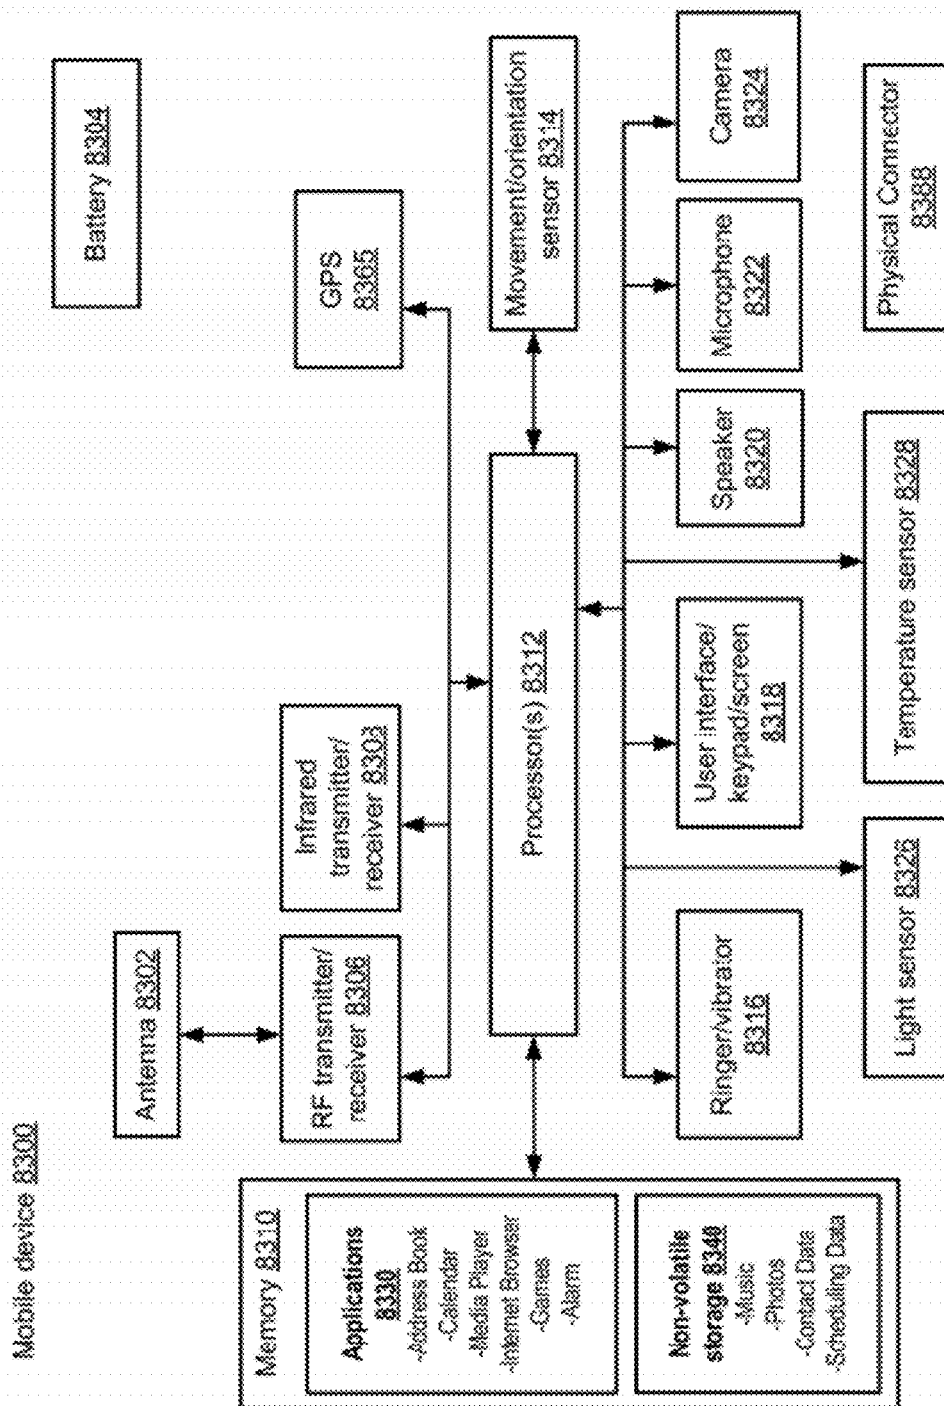 Mobile device 8300
Antenna 8302
Battery 8304
Memory 8310
Applications
8330
-Address Book
-Calendar
-Media Player
-Internet Browser
-Games
-Alarm
Non-volatile
storage 8340
-Music
-Photos
-Contact Data
-Scheduling Data
RF transmitter/
receiver 8306
Infrared
transmitter/
receiver 8303
GPS
8365
Processor(s) 8312
Movement/orientation
sensor 8314
Ringer/vibrator
8316
User interface/
keypad/screen
8318
Speaker
8320
Microphone
8322
Camera
8324
Light sensor 8326
Temperature sensor 8328
Physical Connector
8388